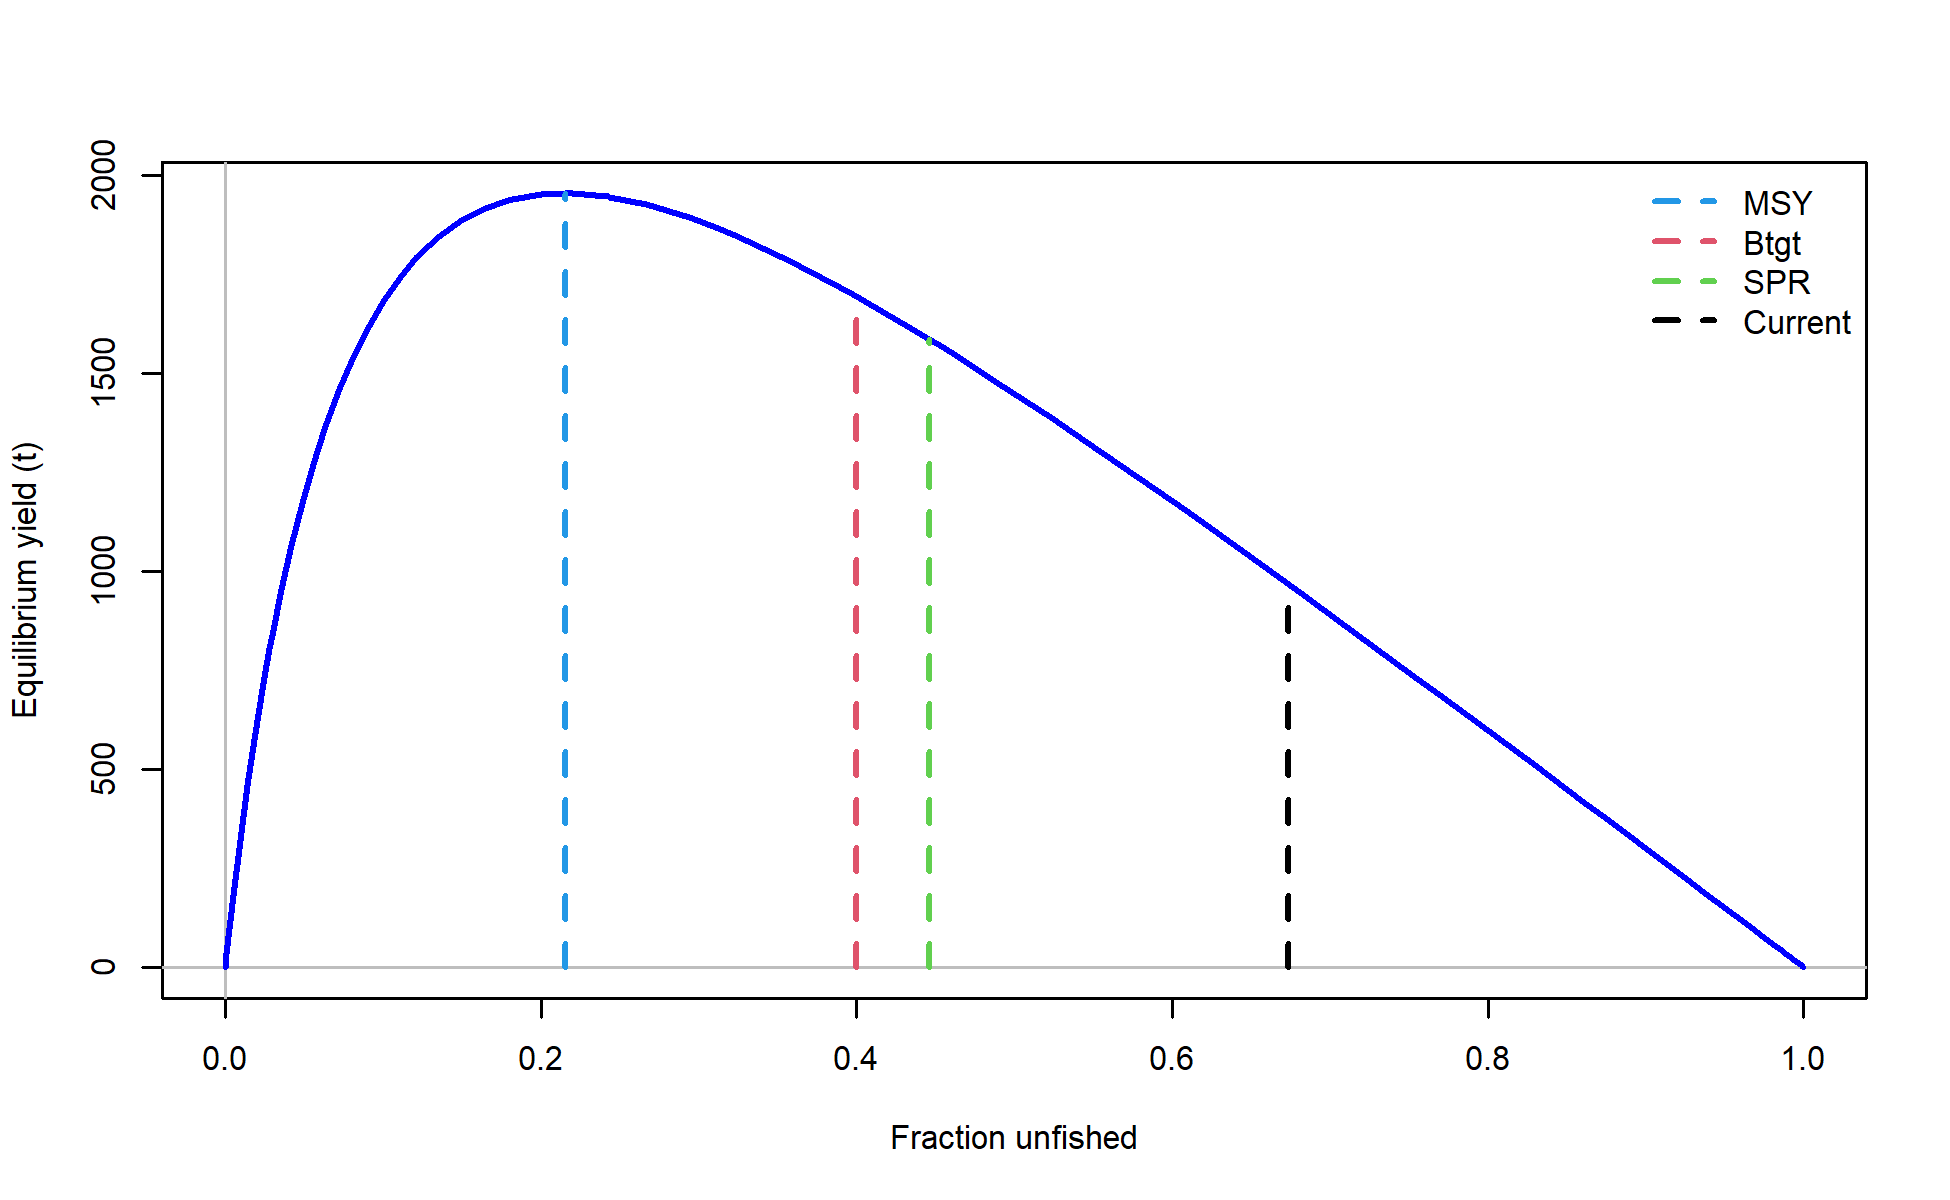 2000
1500
1000
500
0
Equilibrium yield (t)
MSY
Btgt
SPR
Current
0.0 0.2 0.4 0.6 0.8 1.0
Fraction unfished